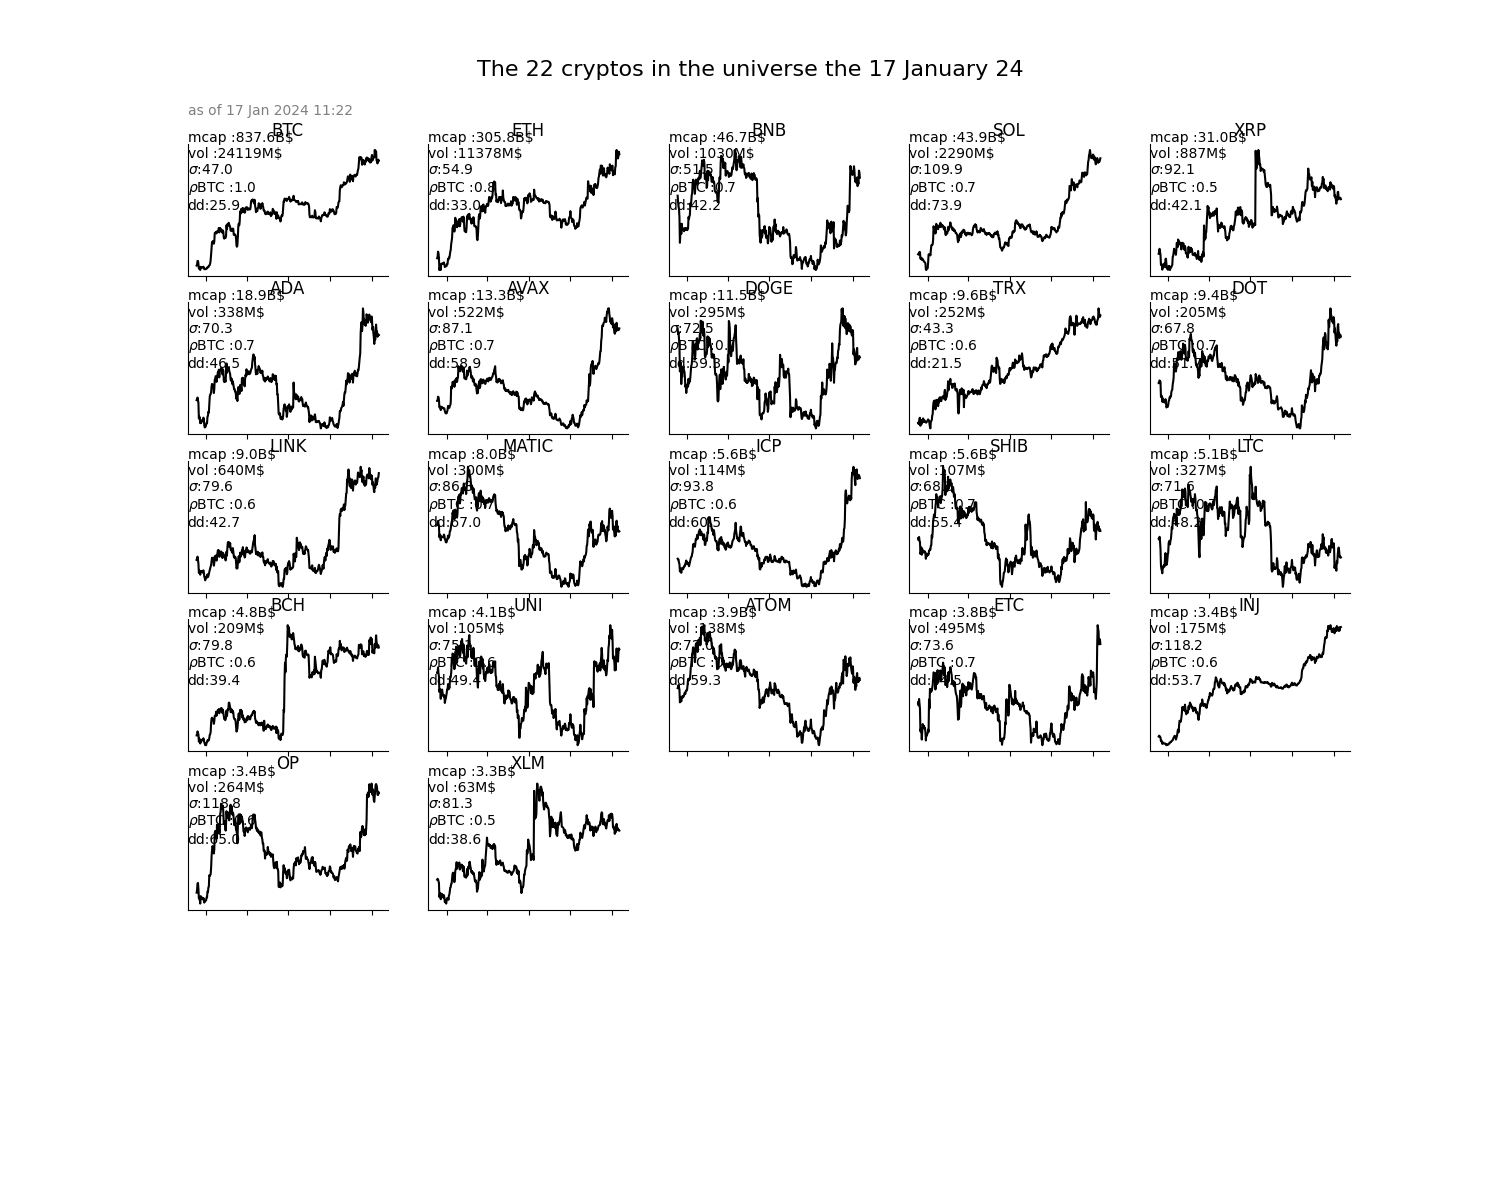 The 22 cryptos in the universe the 17 January 24
as of 17 Jan 2024 11:22
BTC
mcap :837.6B$
vol :24119M$
σ:47.0
ρBTC :1.0
dd:25.9
ETH
mcap :305.8B$
vol :11378M$
σ:54.9
ρBTC :0.8
dd:33.0
BNB
mcap :46.7B$
vol :1030M$
σ:51.5
ρBTC :0.7
dd:42.2
SOL
mcap :43.9B$
vol :2290M$
σ:109.9
ρBTC :0.7
dd:73.9
XRP
mcap :31.0B$
vol :887M$
σ:92.1
ρBTC :0.5
dd:42.1
ADA
mcap :18.9B$
vol :338M$
σ:70.3
ρBTC :0.7
dd:46.5
AVAX
mcap :13.3B$
vol :522M$
σ:87.1
ρBTC :0.7
dd:58.9
DOGE
mcap :11.5B$
vol :295M$
σ:72.5
ρBTC
dd:59.3
TRX
mcap :9.6B$
vol :252M$
σ:43.3
ρBTC :0.6
dd:21.5
DOT
mcap :9.4B$
vol :205M$
σ:67.8
ρBTC :0.7
LINK
mcap :9.0B$
vol :640M$
σ:79.6
ρBTC :0.6
dd:42.7
MATIC
mcap :8.0B$
vol :300M$
ρBTC
dd:67.0
ICP
mcap :5.6B$
vol :114M$
σ:93.8
ρBTC :0.6
dd:60.5
SHIB
mcap :5.6B$
vol :107M$
ρBTC :0.7
dd:55.4
LTC
mcap :5.1B$
vol :327M$
σ:71.6
ρBTC :0.7
dd:48.2
BCH
mcap :4.8B$
vol :209M$
σ:79.8
ρBTC :0.6
dd:39.4
UNI
mcap :4.1B$
vol :105M$
ρBTC :0.6
dd:49.4
ATOM
mcap :3.9B$
vol :138M$
ρBTC
dd:59.3
ETC
mcap :3.8B$
vol :495M$
σ:73.6
ρBTC :0.7
INJ
mcap :3.4B$
vol :175M$
σ:118.2
ρBTC :0.6
dd:53.7
OP
mcap :3.4B$
vol :264M$
σ:118.8
ρBTC :0.6
dd:65.0
XLM
mcap :3.3B$
vol :63M$
σ:81.3
ρBTC :0.5
dd:38.6